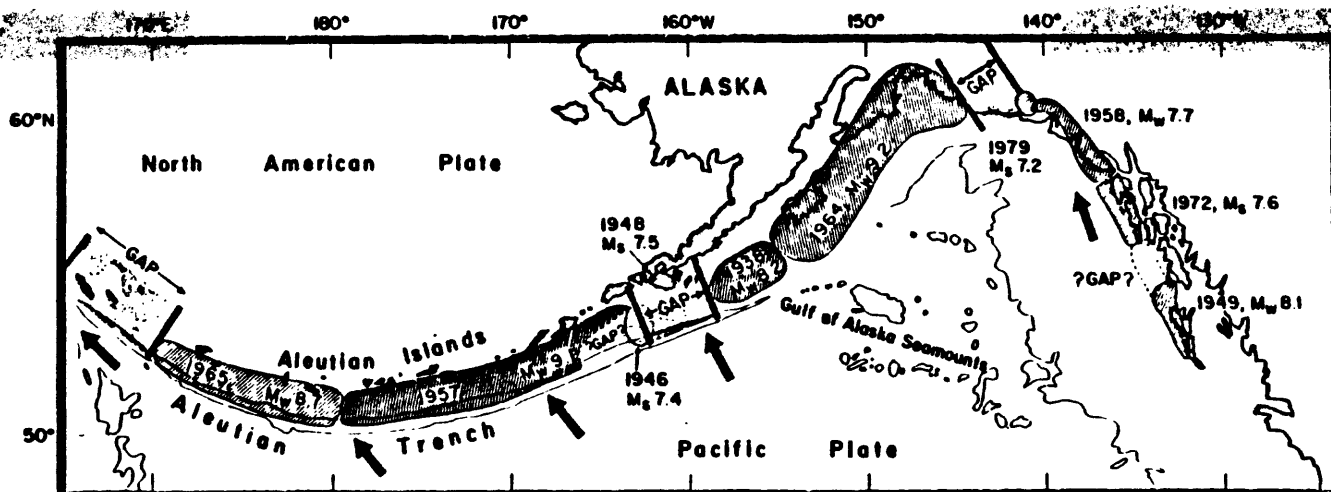 170°E 180° 170° 160°W 150° 140° 130°W
60°N
50°
ALASKA
North American Plate
GAP
1965, Mw 8.
Aleutian Islands
1957
Mw 9.
?GAP?
Aleutian Trench
1948
Ms 7.5
GAP
1946
Ms 7.4
1938
Mw 8.2
1964, Mw 9.2
GAP
1979
Ms 7.2
1958, Mw 7.7
1972, Ms 7.6
?GAP?
1949, Mw 8.1
Gulf of Alaska Seamounts
Pacific Plate